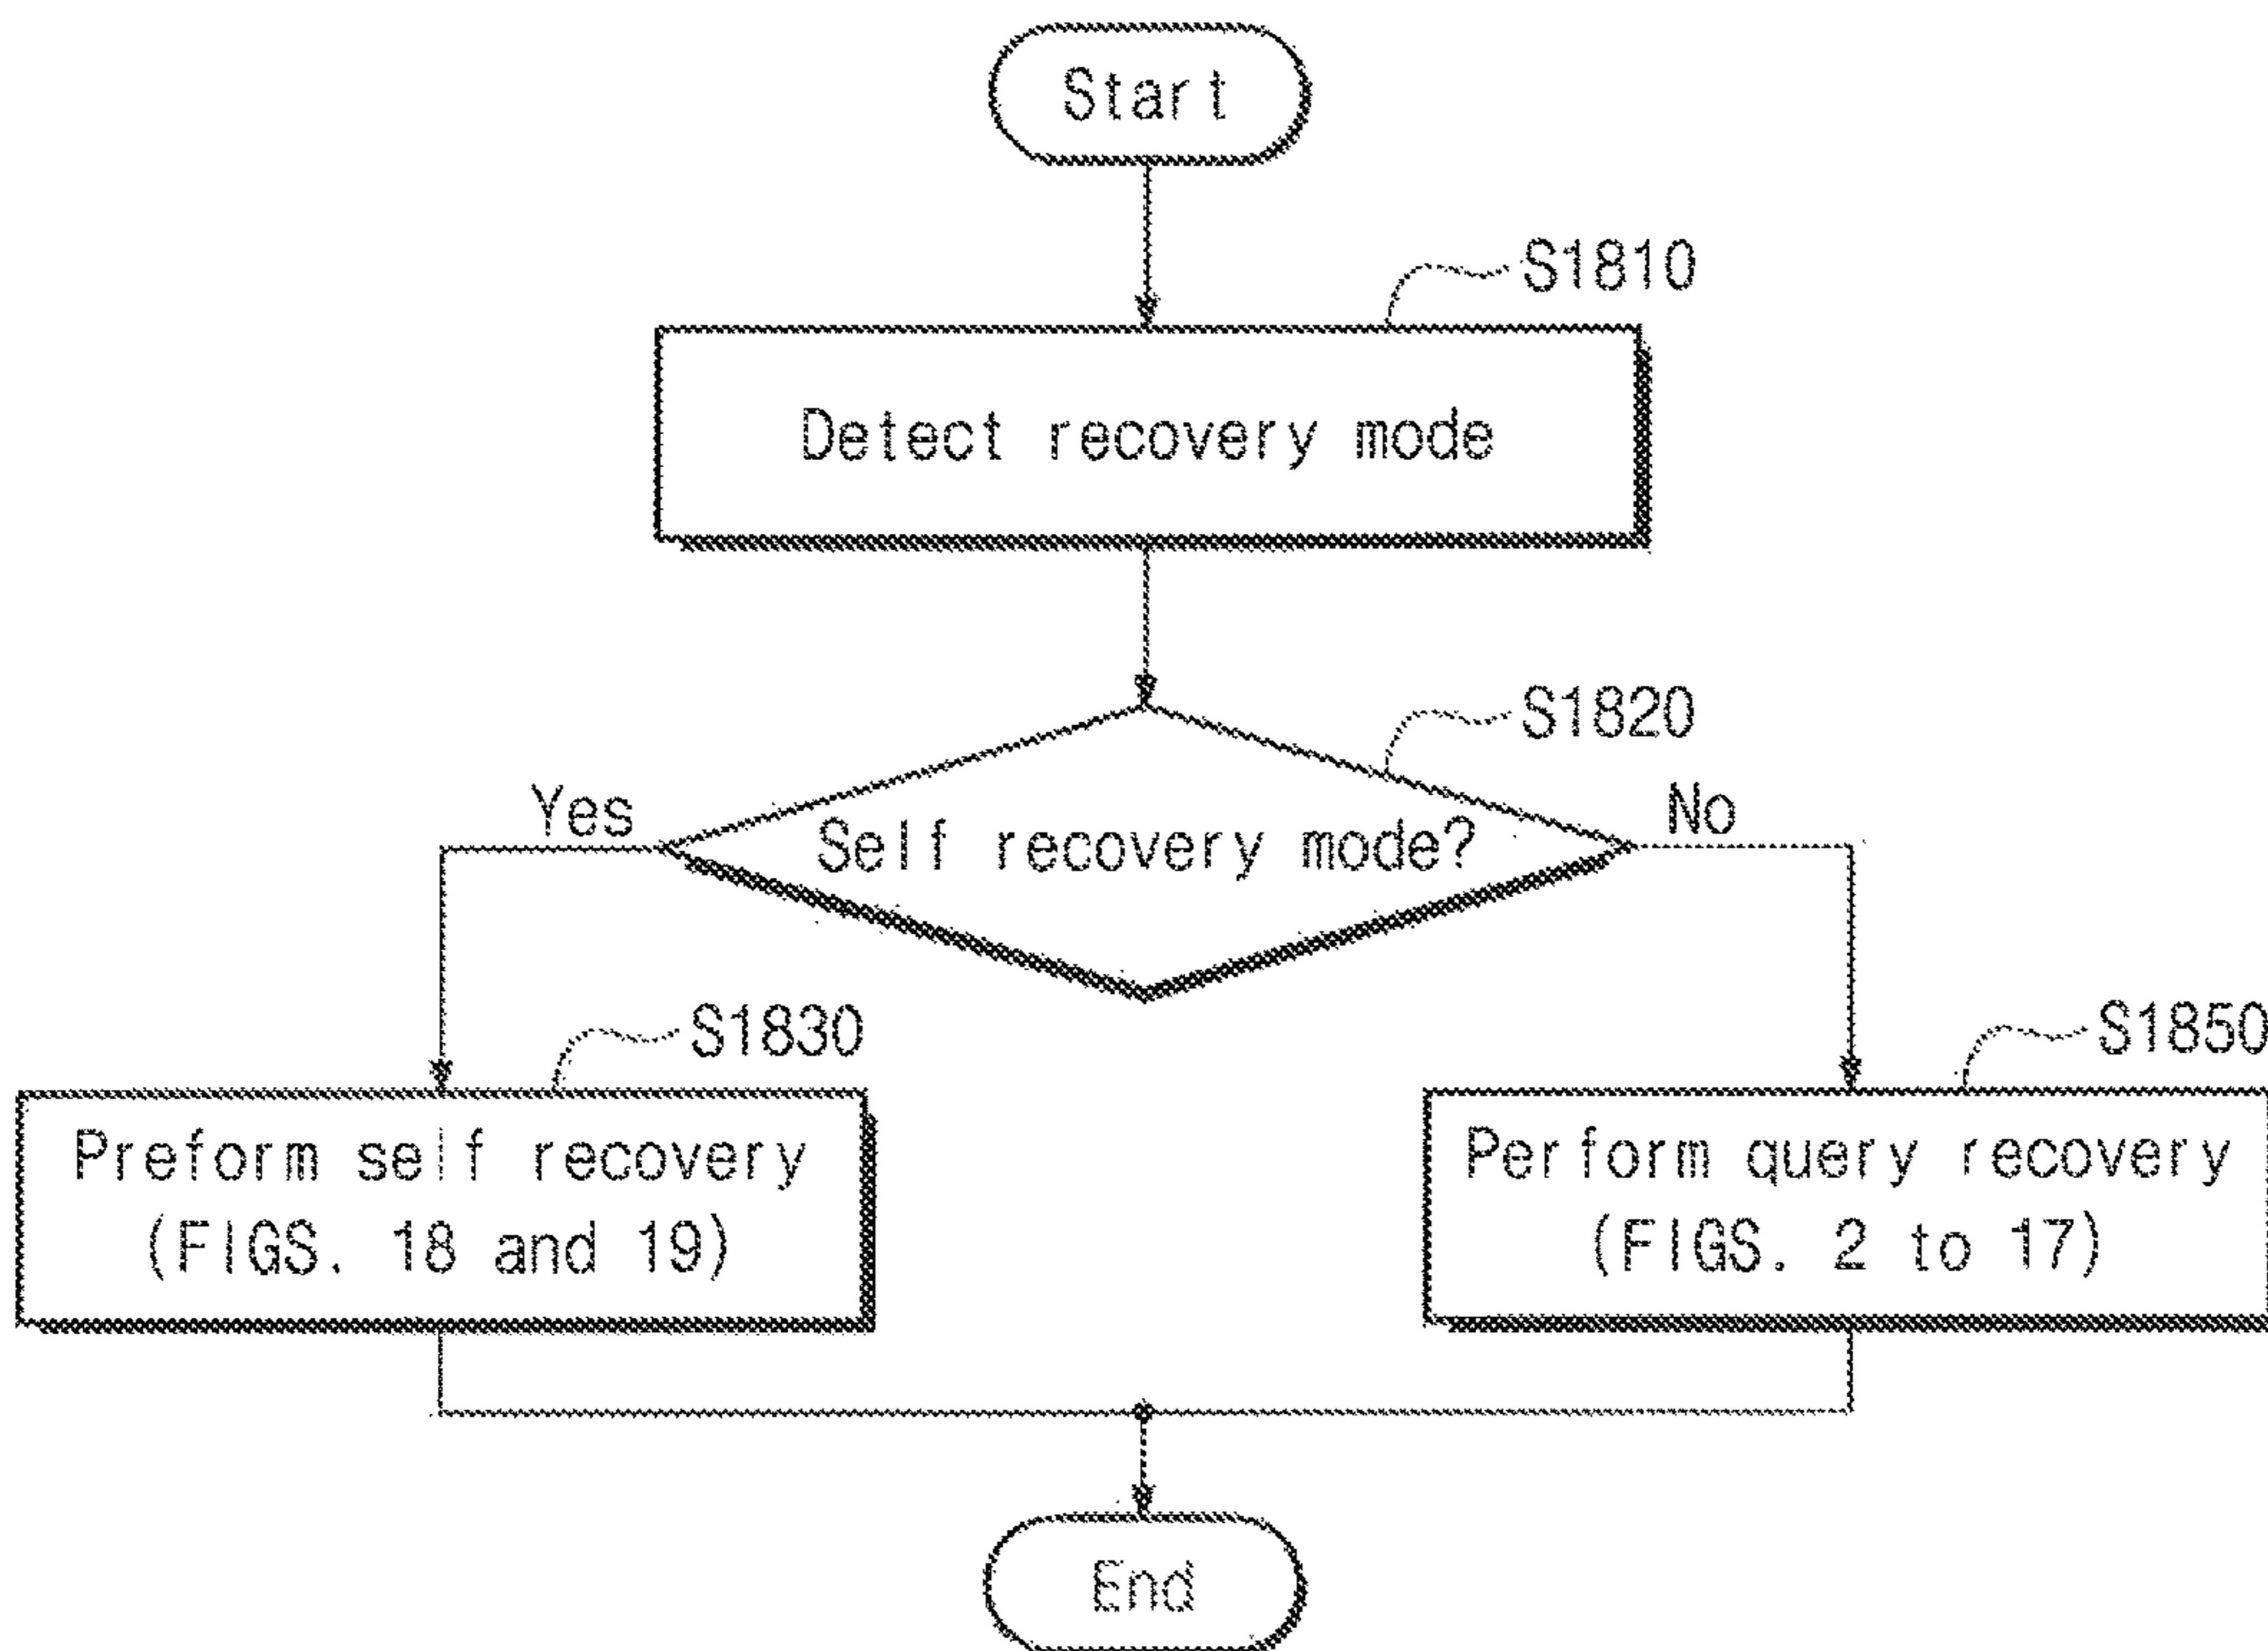 Start
S1810
Detect recovery mode
S1820
Yes
No
Self recovery mode?
S1830
S1850
Preform self recovery
(FIGS. 18 and 19)
Perform query recovery
(FIGS. 2 to 17)
End